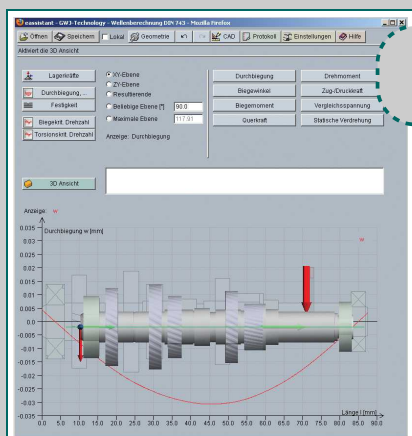 eassistant - GWJ-Technology - Wellenberechnung DIN 743 - Mozilla Firefox
Öffnen Speichern Lokal Geometrie CAD Protokoll Einstellungen Hilfe
Aktiviert die 3D Ansicht
Lagerkräfte
Durchbiegung, ...
Festigkeit
Biegekrit. Drehzahl
Torsionskrit. Drehzahl
XY-Ebene
ZY-Ebene
Resultierende
Beliebige Ebene [°] 90.0
Maximale Ebene 117.91
Anzeige: Durchbiegung
Durchbiegung Drehmoment
Biegewinkel Zug-/Druckkraft
Biegemoment Vergleichsspannung
Querkraft Statische Verdrehung
3D Ansicht
Anzeige: w
0.035 Durchbiegung w [mm]
0.03 w
0.025
0.02
0.015
0.01
0.005
0.0
-0.005
-0.01
-0.015
-0.02
-0.025
-0.03
-0.035
Länge l [mm]
0.0 5.0 10.0 15.0 20.0 25.0 30.0 35.0 40.0 45.0 50.0 55.0 60.0 65.0 70.0 75.0 80.0 85.0 90.0